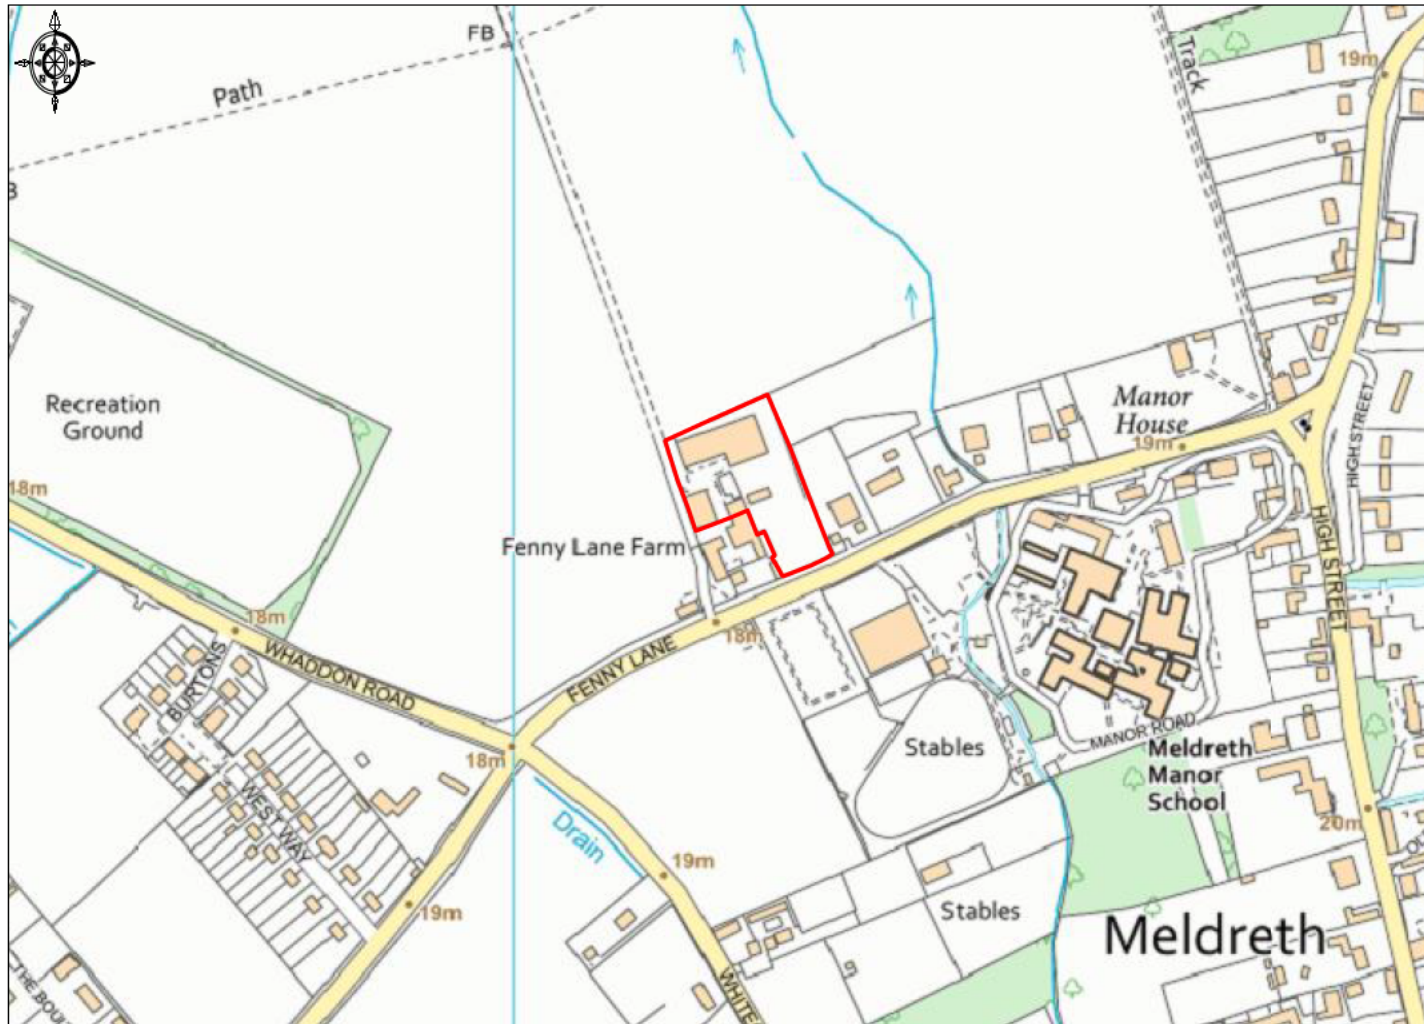 FB
Path
Track
19m
Recreation
Ground
Manor
House
19m
HIGH STREET
18m
Fenny Lane Farm
HIGH STREET
18m
18m
FENNY LANE
BURTONS
WHADDON ROAD
MANOR ROAD
Stables
Meldreth
Manor
School
18m
WEST WAY
Drain
20m
19m
19m
Stables
Meldreth